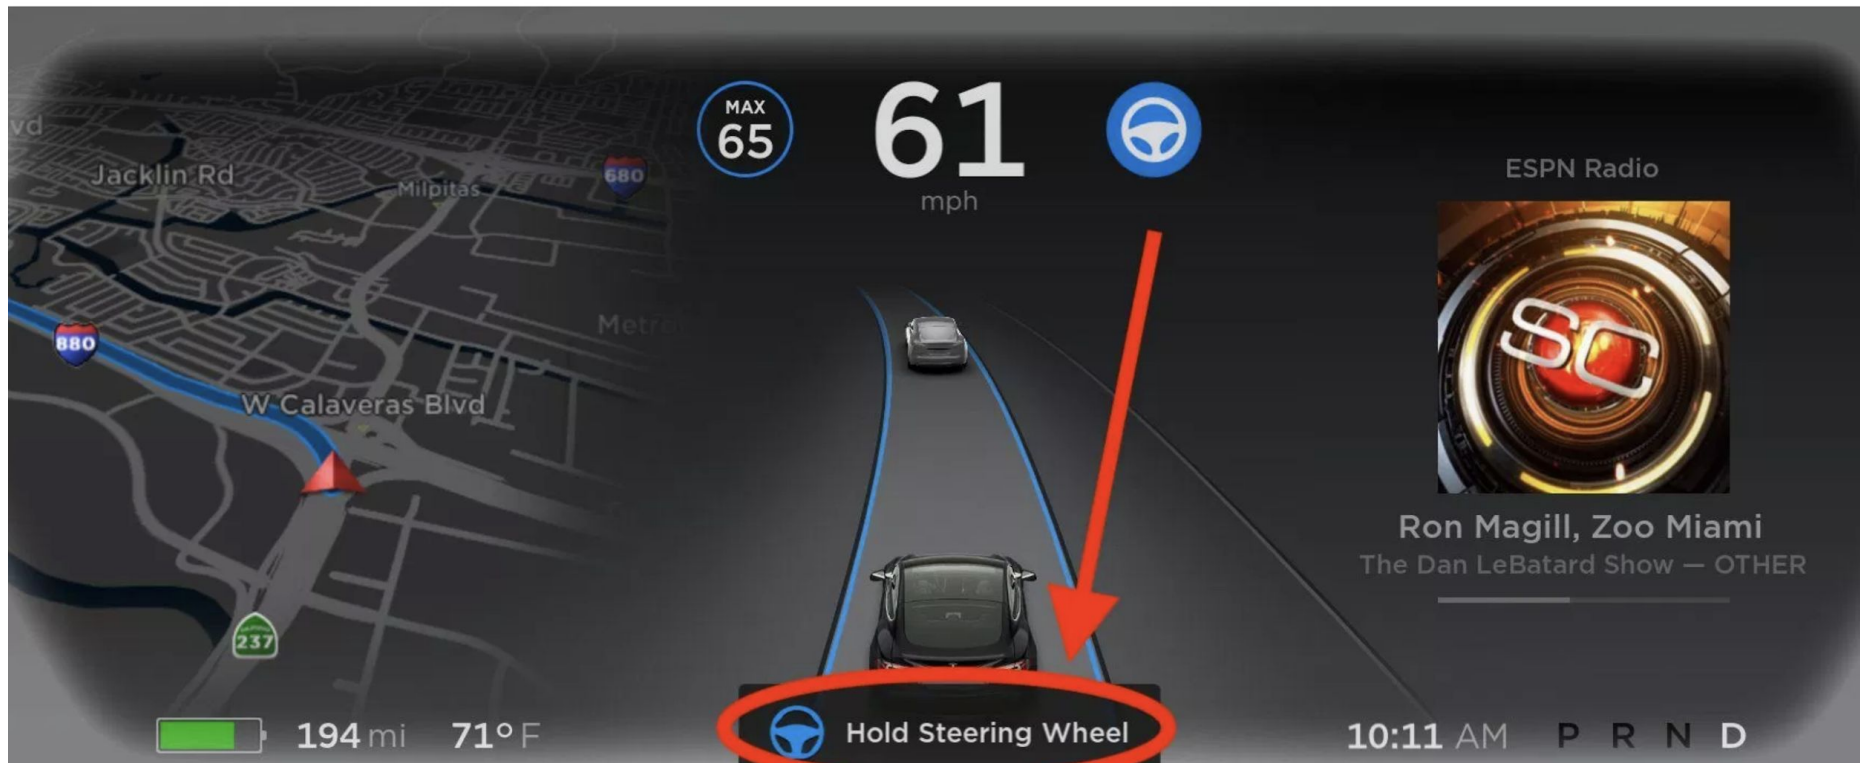 vd
Jacklin Rd
Milpitas
680
880
W Calaveras Blvd
237
194 mi 71° F
MAX
65
61
mph
Hold Steering Wheel
ESPN Radio
SC
Ron Magill, Zoo Miami
The Dan LeBatard Show — OTHER
10:11 AM P R N D